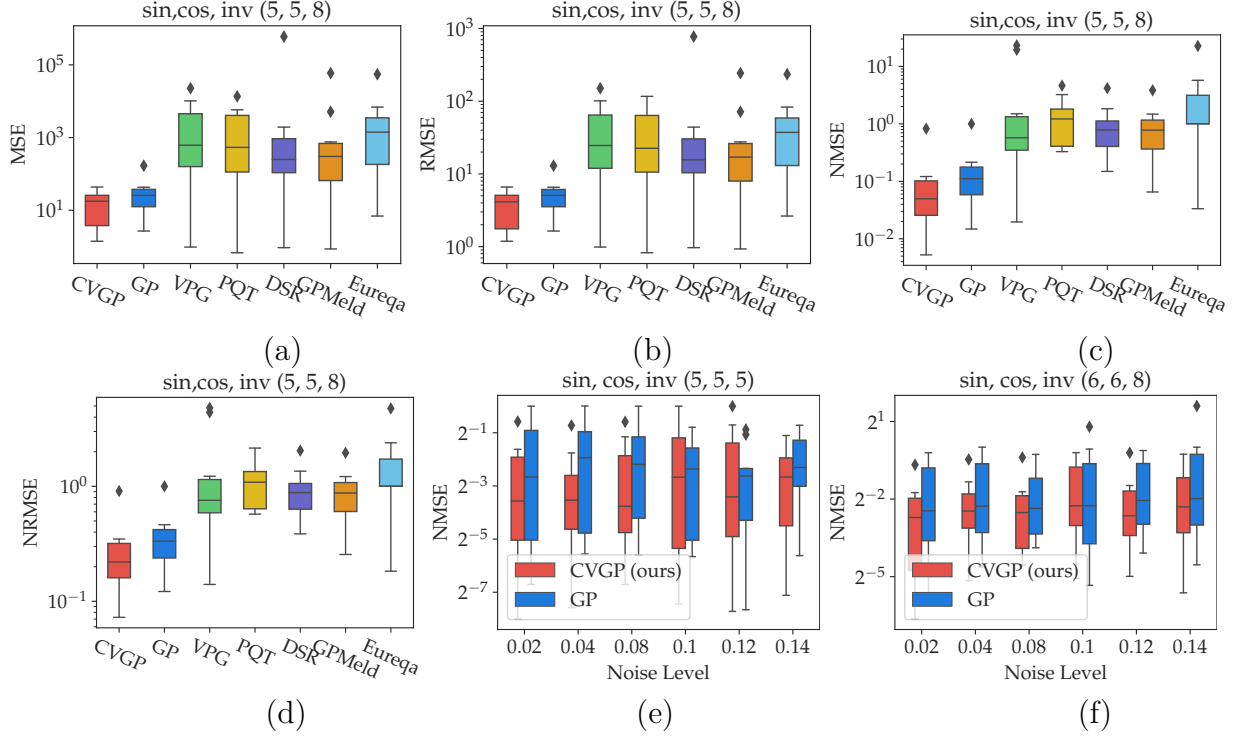 sin,cos, inv (5, 5, 8)
MSE
10^5
10^3
10^1
CVGP GP VPG PQT DSR GPMeld Eureqa
(a)
sin,cos, inv (5, 5, 8)
RMSE
10^3
10^2
10^1
10^0
CVGP GP VPG PQT DSR GPMeld Eureqa
(b)
sin,cos, inv (5, 5, 8)
NMSE
10^1
10^0
10^−1
10^−2
CVGP GP VPG PQT DSR GPMeld Eureqa
(c)
sin,cos, inv (5, 5, 8)
NRMSE
10^0
10^−1
CVGP GP VPG PQT DSR GPMeld Eureqa
(d)
sin, cos, inv (5, 5, 5)
NMSE
2^−1
2^−3
2^−5
2^−7
CVGP (ours)
GP
0.02 0.04 0.08 0.1 0.12 0.14
Noise Level
(e)
sin, cos, inv (6, 6, 8)
NMSE
2^1
2^−2
2^−5
CVGP (ours)
GP
0.02 0.04 0.08 0.1 0.12 0.14
Noise Level
(f)